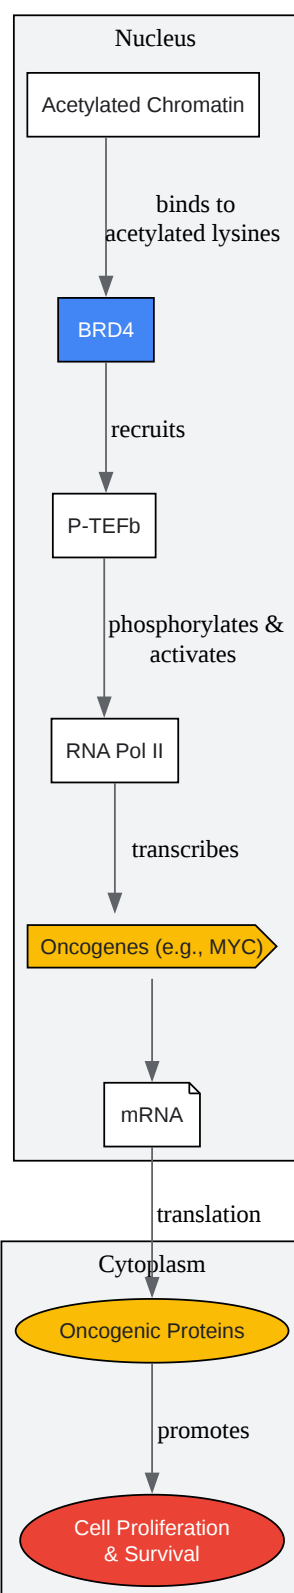 Nucleus
Acetylated Chromatin
binds to
acetylated lysines
BRD4
recruits
P-TEFb
phosphorylates &
activates
RNA Pol II
transcribes
Oncogenes (e.g., MYC)
mRNA
translation
Cytoplasm
Oncogenic Proteins
promotes
Cell Proliferation
& Survival